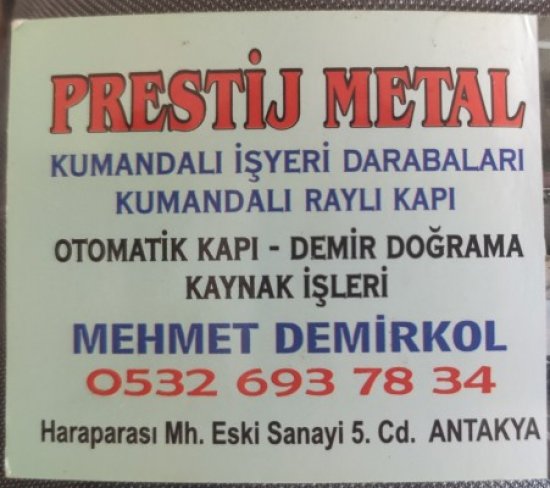 PRESTİJ METAL
KUMANDALI İŞYERİ DARABALARI
KUMANDALI RAYLI KAPI
OTOMATİK KAPI - DEMİR DOĞRAMA
KAYNAK İŞLERİ
MEHMET DEMİRKOL
0532 693 78 34
Haraparası Mh. Eski Sanayi 5. Cd. ANTAKYA